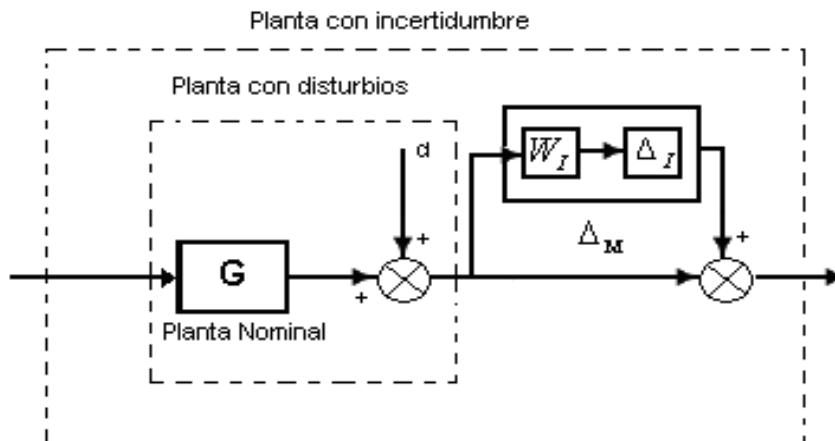 Planta con incertidumbre
Planta con disturbios
d
W_I
Δ_I
+
Δ_M
+
G
+
Planta Nominal